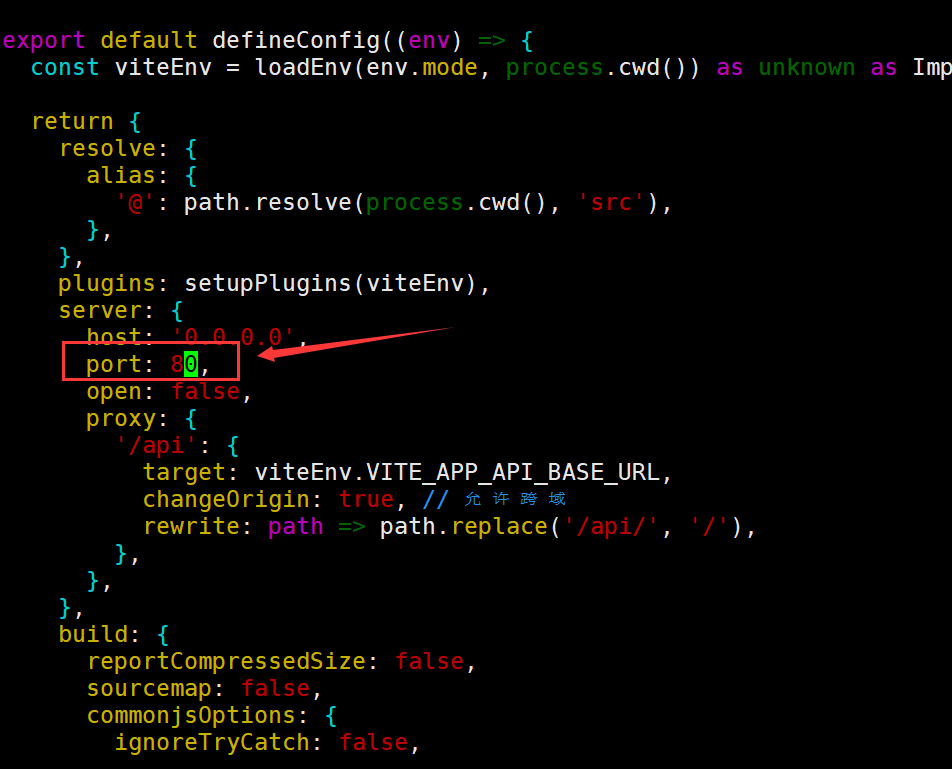 export default defineConfig((env) => {
  const viteEnv = loadEnv(env.mode, process.cwd()) as unknown as Imp
  return {
    resolve: {
      alias: {
        '@': path.resolve(process.cwd(), 'src'),
      },
    },
    plugins: setupPlugins(viteEnv),
    server: {
      host: '0.0.0.0',
      port: 80,
      open: false,
      proxy: {
        '/api': {
          target: viteEnv.VITE_APP_API_BASE_URL,
          changeOrigin: true, // 允许跨域
          rewrite: path => path.replace('/api/', '/'),
        },
      },
    },
    build: {
      reportCompressedSize: false,
      sourcemap: false,
      commonjsOptions: {
        ignoreTryCatch: false,